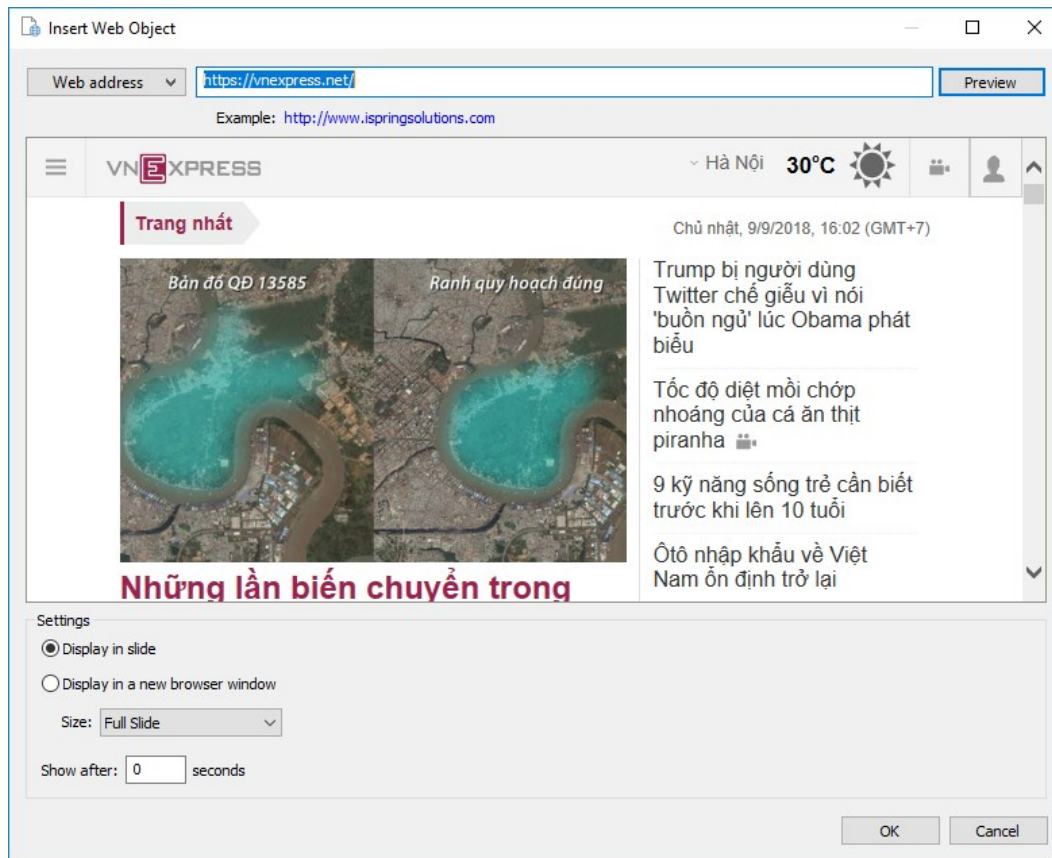 Insert Web Object
Web address
https://vnexpress.net/
Preview
Example: http://www.ispringsolutions.com
VNEXPRESS
Hà Nội 30°C
Trang nhất
Chủ nhật, 9/9/2018, 16:02 (GMT+7)
Bản đồ QĐ 13585
Ranh quy hoạch đúng
Những lần biến chuyển trong
Trump bị người dùng
Twitter chế giễu vì nói
'buồn ngủ' lúc Obama phát
biểu
Tốc độ diệt mồi chớp
nhoáng của cá ăn thịt
piranha
9 kỹ năng sống trẻ cần biết
trước khi lên 10 tuổi
Ôtô nhập khẩu về Việt
Nam ổn định trở lại
Settings
Display in slide
Display in a new browser window
Size: Full Slide
Show after: 0 seconds
OK
Cancel